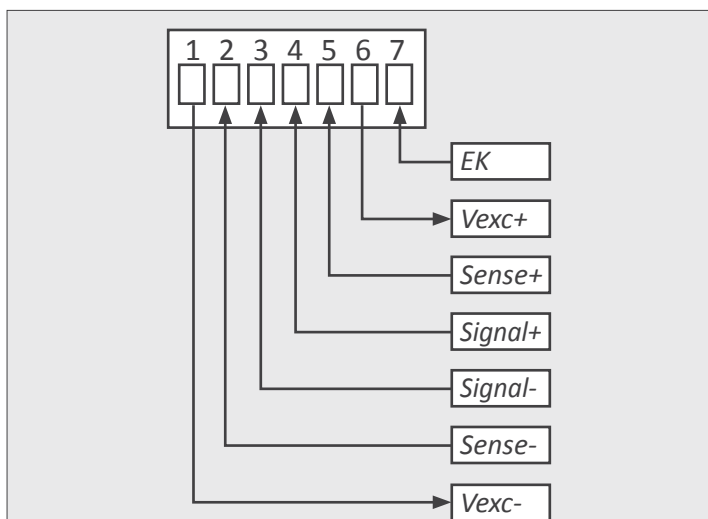 1 2 3 4 5 6 7
EK
Vexc+
Sense+
Signal+
Signal-
Sense-
Vexc-